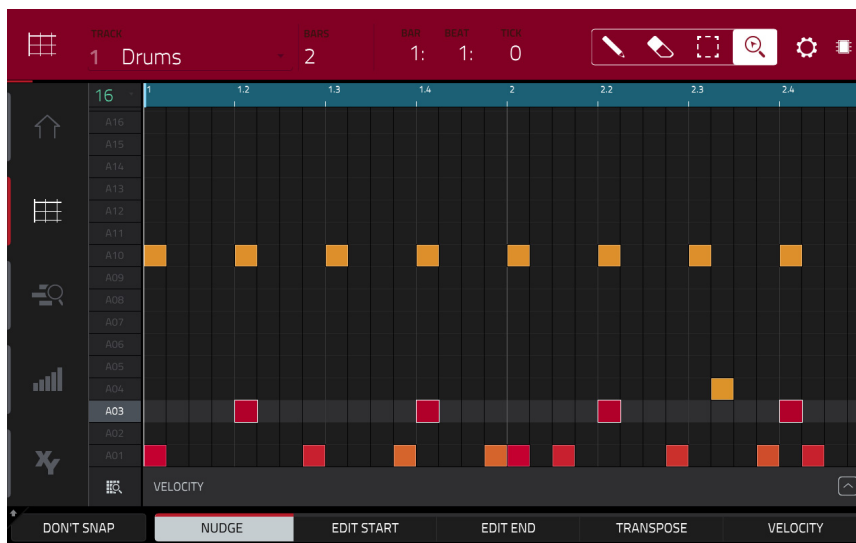 TRACK BARS BAR BEAT TICK
1 Drums 2 1: 1: 0
16 1 1.2 1.3 1.4 2 2.2 2.3 2.4
A16
A15
A14
A13
A12
A11
A10
A09
A08
A07
A06
A05
A04
A03
A02
A01
XY
VELOCITY
DON'T SNAP NUDGE EDIT START EDIT END TRANSPOSE VELOCITY